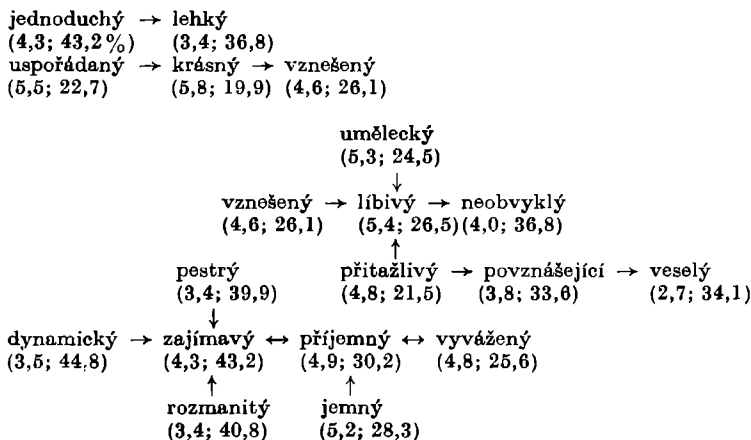 jednoduchý → lehký
(4,3; 43,2%) (3,4; 36,8)
uspořádaný → krásný → vznešený
(5,5; 22,7) (5,8; 19,9) (4,6; 26,1)
umělecký
(5,3; 24,5)
↓
vznešený → líbivý → neobvyklý
(4,6; 26,1) (5,4; 26,5) (4,0; 36,8)
↑
pestrý přitažlivý → povznášející → veselý
(3,4; 39,9) (4,8; 21,5) (3,8; 33,6) (2,7; 34,1)
↓
dynamický → zajímavý ↔ příjemný ↔ vyvážený
(3,5; 44,8) (4,3; 43,2) (4,9; 30,2) (4,8; 25,6)
↑ ↑
rozmanitý jemný
(3,4; 40,8) (5,2; 28,3)